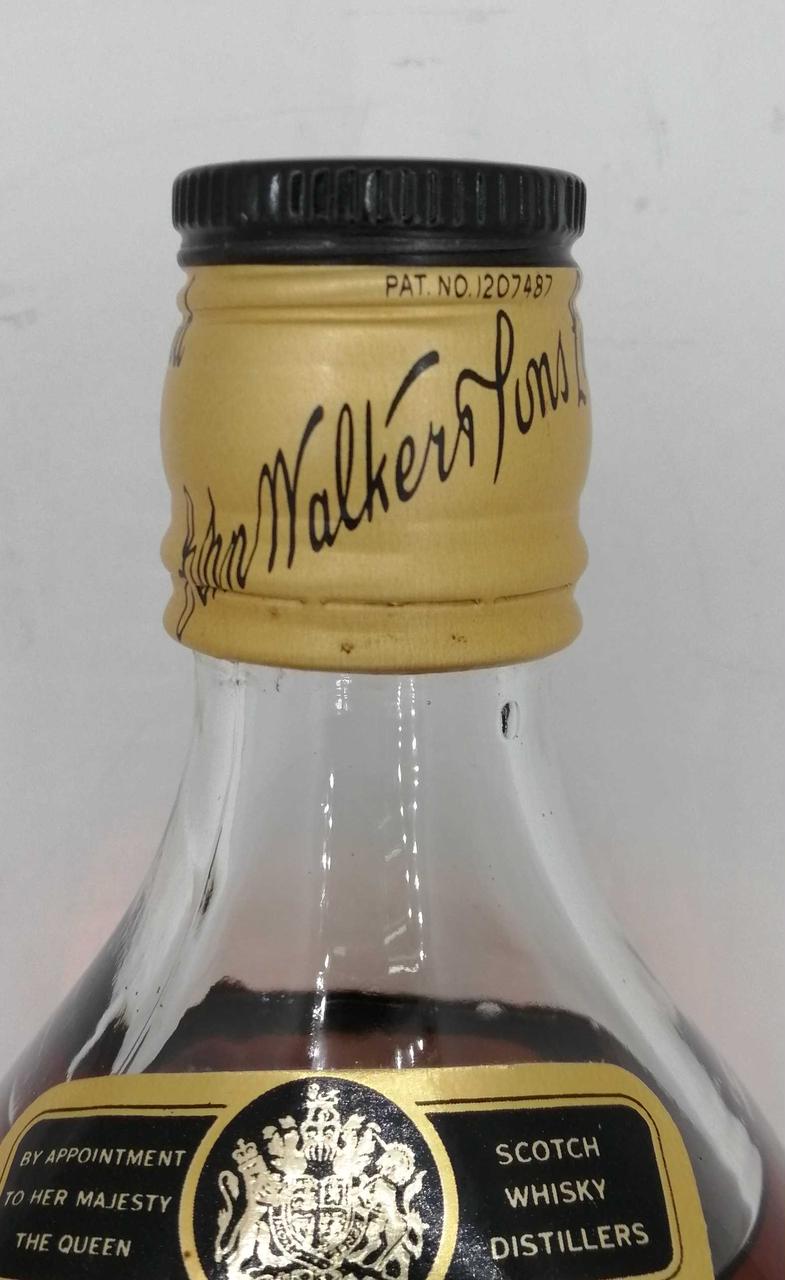 PAT. NO. 1207487
John Walker & Sons
BY APPOINTMENT
TO HER MAJESTY
THE QUEEN
SCOTCH
WHISKY
DISTILLERS